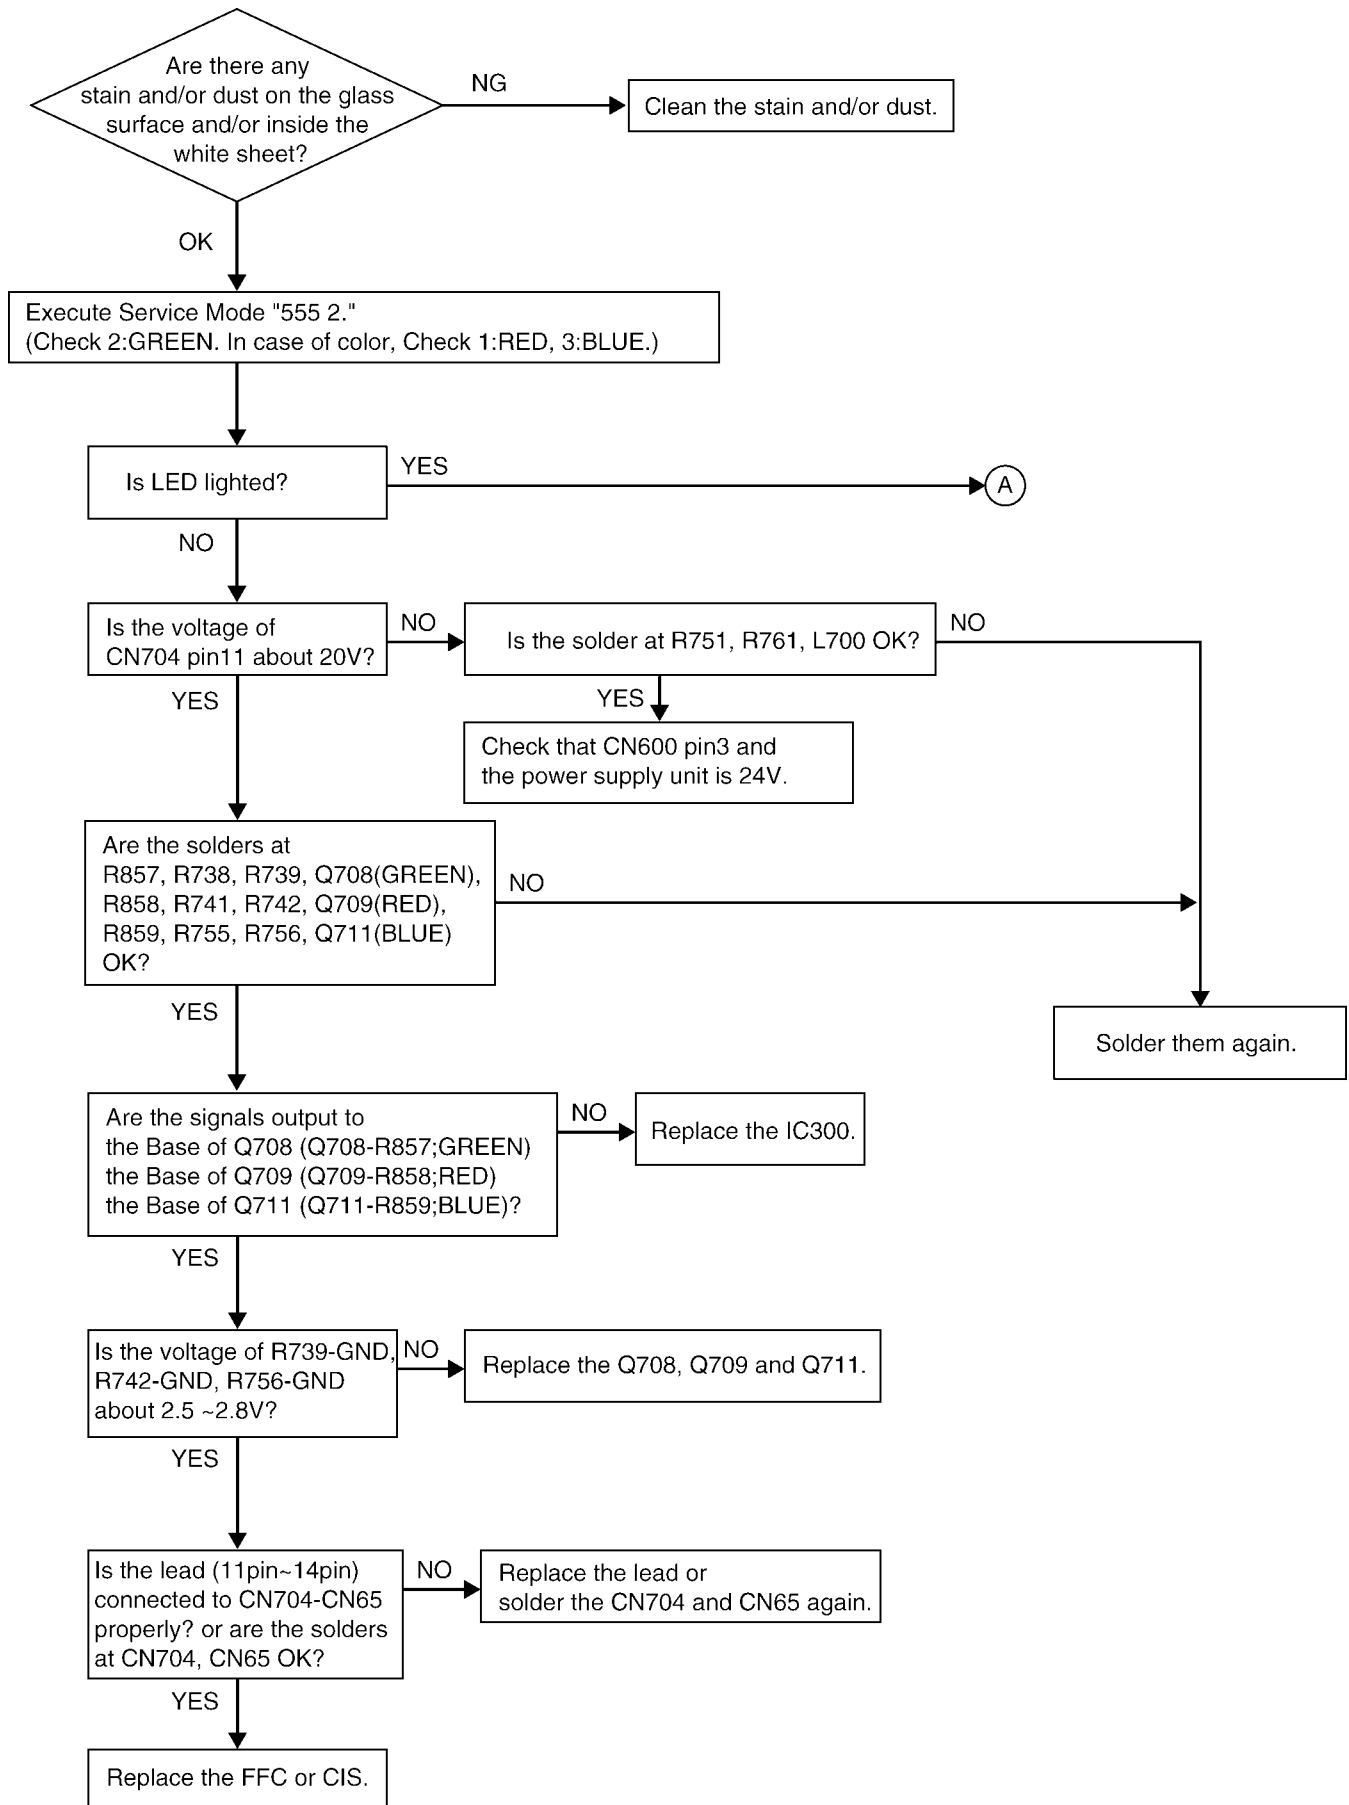 Are there any
stain and/or dust on the glass
surface and/or inside the
white sheet?
NG
Clean the stain and/or dust.
OK
Execute Service Mode "555 2."
(Check 2:GREEN. In case of color, Check 1:RED, 3:BLUE.)
Is LED lighted?
YES
A
NO
Is the voltage of
CN704 pin11 about 20V?
NO
Is the solder at R751, R761, L700 OK?
NO
YES
YES
Check that CN600 pin3 and
the power supply unit is 24V.
Are the solders at
R857, R738, R739, Q708(GREEN),
R858, R741, R742, Q709(RED),
R859, R755, R756, Q711(BLUE)
OK?
NO
YES
Solder them again.
Are the signals output to
the Base of Q708 (Q708-R857;GREEN)
the Base of Q709 (Q709-R858;RED)
the Base of Q711 (Q711-R859;BLUE)?
NO
Replace the IC300.
YES
Is the voltage of R739-GND,
R742-GND, R756-GND
about 2.5 ~2.8V?
NO
Replace the Q708, Q709 and Q711.
YES
Is the lead (11pin~14pin)
connected to CN704-CN65
properly? or are the solders
at CN704, CN65 OK?
NO
Replace the lead or
solder the CN704 and CN65 again.
YES
Replace the FFC or CIS.